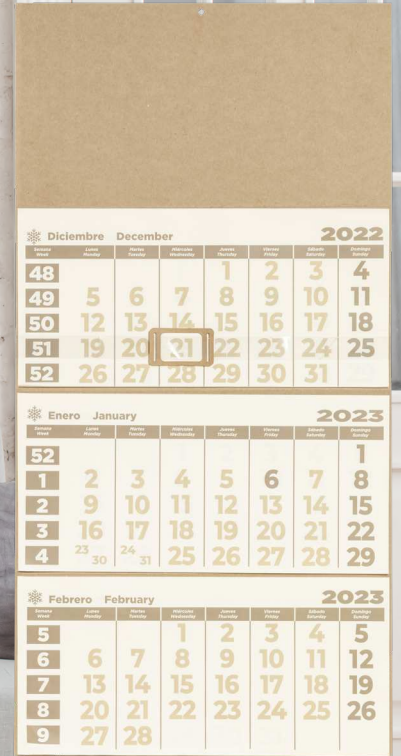 Diciembre December 2022
Semana Week Lunes Monday Martes Tuesday Miércoles Wednesday Jueves Thursday Viernes Friday Sábado Saturday Domingo Sunday
48 1 2 3 4
49 5 6 7 8 9 10 11
50 12 13 14 15 16 17 18
51 19 20 21 22 23 24 25
52 26 27 28 29 30 31
Enero January 2023
Semana Week Lunes Monday Martes Tuesday Miércoles Wednesday Jueves Thursday Viernes Friday Sábado Saturday Domingo Sunday
52 1
1 2 3 4 5 6 7 8
2 9 10 11 12 13 14 15
3 16 17 18 19 20 21 22
4 23 30 24 31 25 26 27 28 29
Febrero February 2023
Semana Week Lunes Monday Martes Tuesday Miércoles Wednesday Jueves Thursday Viernes Friday Sábado Saturday Domingo Sunday
5 1 2 3 4 5
6 6 7 8 9 10 11 12
7 13 14 15 16 17 18 19
8 20 21 22 23 24 25 26
9 27 28